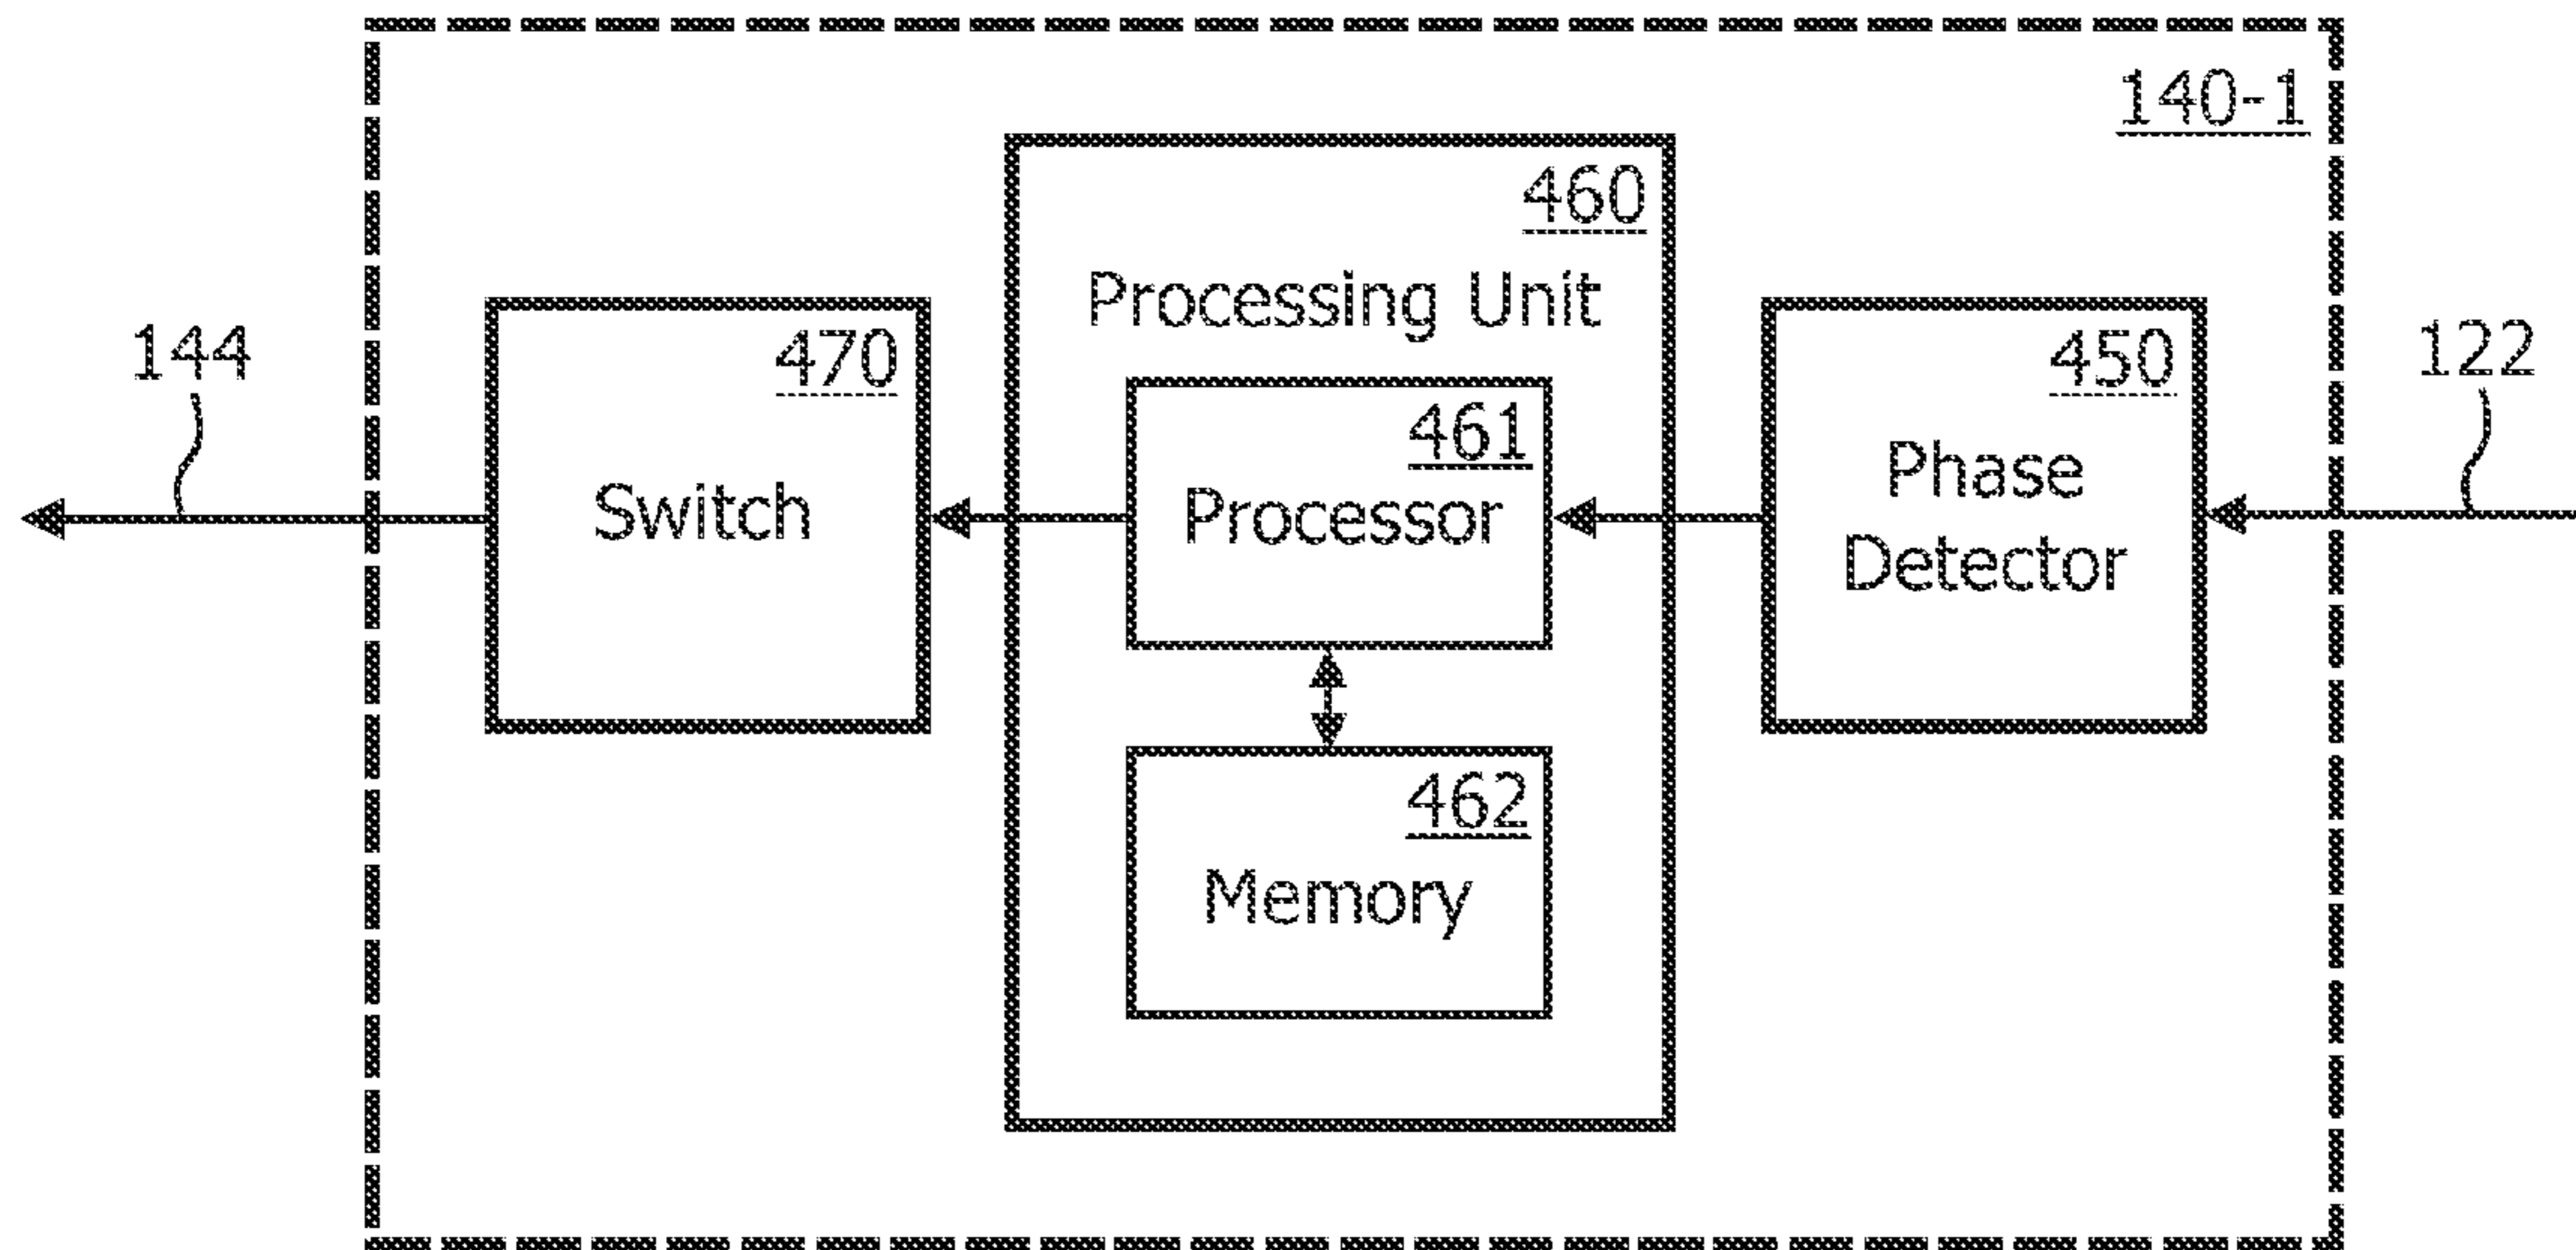 140-1
460
Processing Unit
144
470
Switch
461
Processor
450
Phase
Detector
122
462
Memory